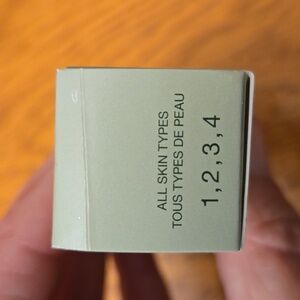 ALL SKIN TYPES
TOUS TYPES DE PEAU
1,2,3,4